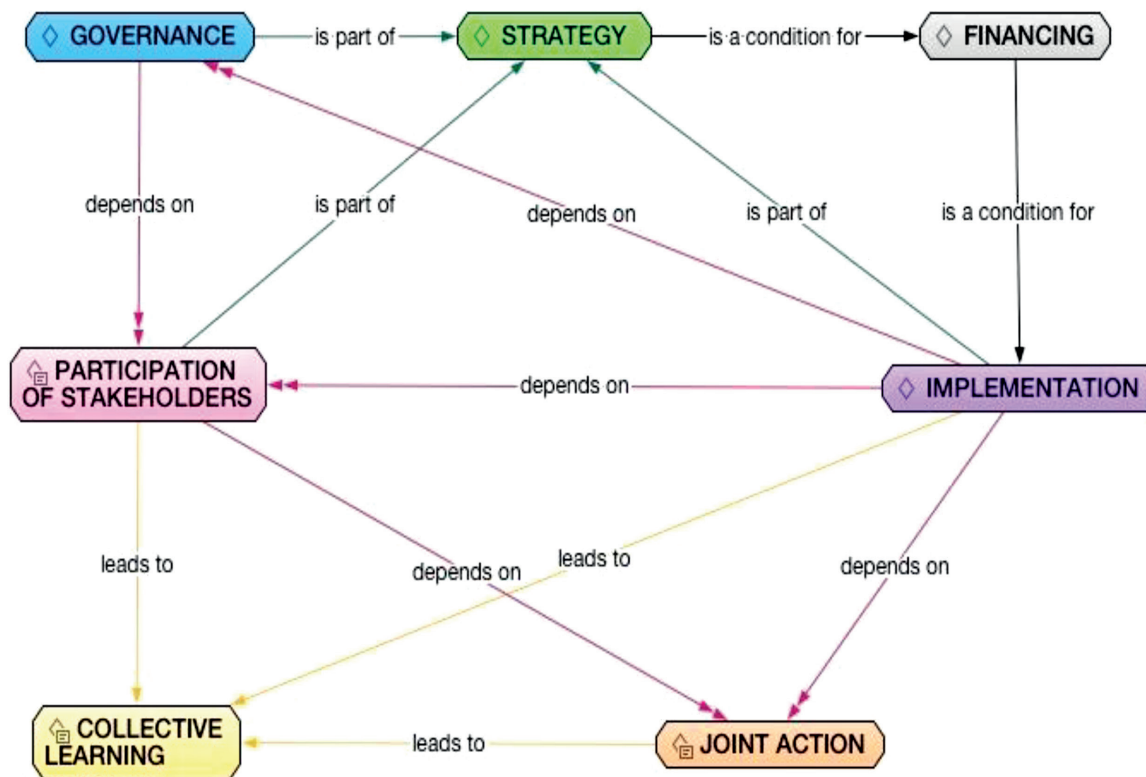 GOVERNANCE
is part of
STRATEGY
is a condition for
FINANCING
depends on
is part of
depends on
is part of
is a condition for
PARTICIPATION
OF STAKEHOLDERS
depends on
IMPLEMENTATION
leads to
depends on
leads to
depends on
COLLECTIVE
LEARNING
leads to
JOINT ACTION